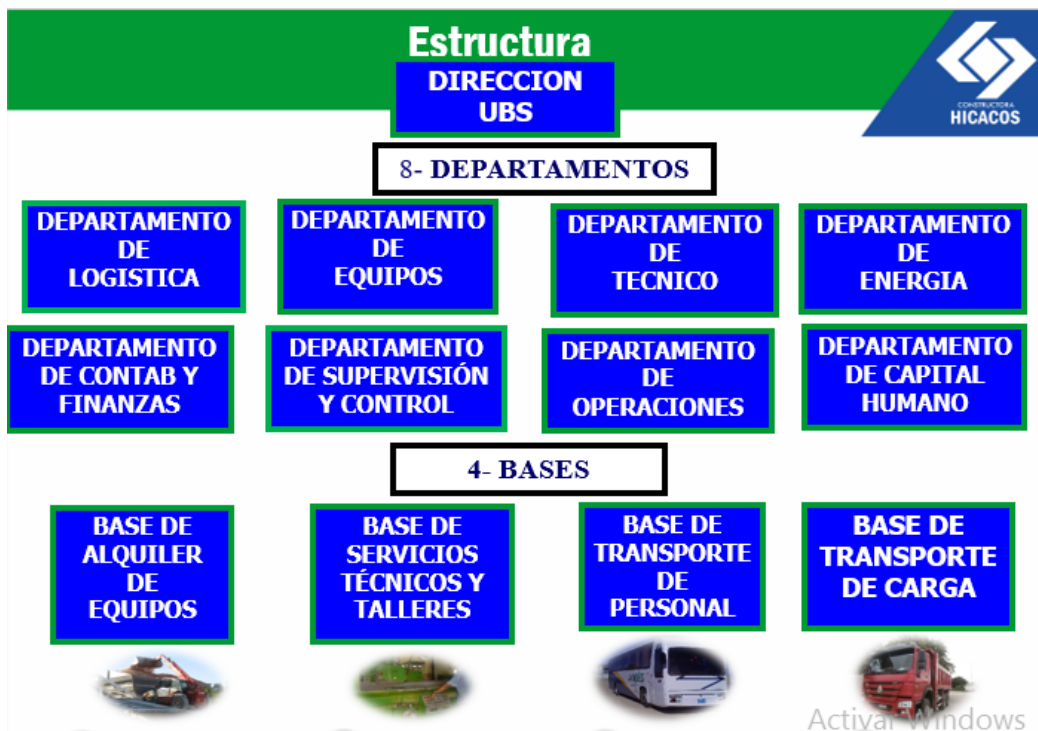 Estructura
DIRECCION
UBS
CONSTRUCTORA
HICACOS
8- DEPARTAMENTOS
DEPARTAMENTO
DE
LOGISTICA
DEPARTAMENTO
DE
EQUIPOS
DEPARTAMENTO
DE
TECNICO
DEPARTAMENTO
DE
ENERGIA
DEPARTAMENTO
DE CONTAB Y
FINANZAS
DEPARTAMENTO
DE SUPERVISIÓN
Y CONTROL
DEPARTAMENTO
DE
OPERACIONES
DEPARTAMENTO
DE CAPITAL
HUMANO
4- BASES
BASE DE
ALQUILER
DE
EQUIPOS
BASE DE
SERVICIOS
TÉCNICOS Y
TALLERES
BASE DE
TRANSPORTE
DE
PERSONAL
BASE DE
TRANSPORTE
DE CARGA
Activar Windows